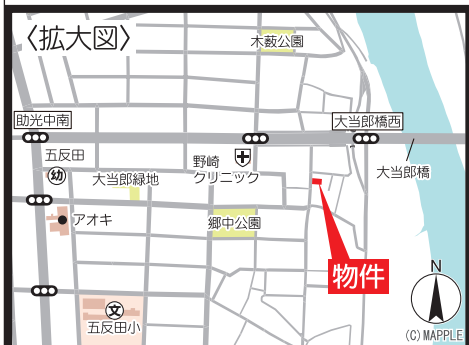 〈拡大図〉
木薮公園
助光中南
大当郎橋西
五反田
幼
大当郎緑地
野崎
クリニック
大当郎橋
アオキ
郷中公園
物件
N
文
五反田小
(C) MAPPLE